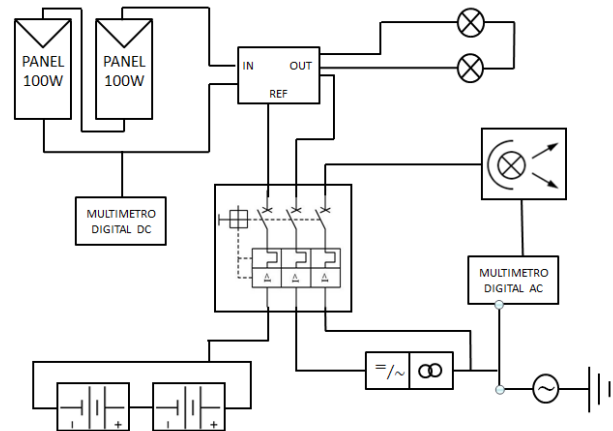 PANEL
100W
PANEL
100W
IN
OUT
REF
MULTIMETRO
DIGITAL DC
MULTIMETRO
DIGITAL AC
I> I> I>
=/~
~
- + - +